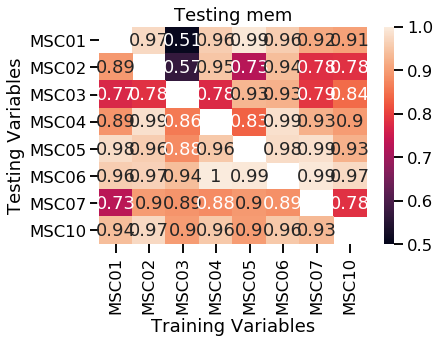 Testing mem
Testing Variables
MSC01 0.97 0.51 0.96 0.99 0.96 0.92 0.91
MSC02 0.89 0.57 0.95 0.73 0.94 0.78 0.78
MSC03 0.77 0.78 0.78 0.93 0.93 0.79 0.84
MSC04 0.89 0.99 0.86 0.83 0.99 0.93 0.9
MSC05 0.98 0.96 0.88 0.96 0.98 0.99 0.93
MSC06 0.96 0.97 0.94 1 0.99 0.99 0.97
MSC07 0.73 0.9 0.89 0.88 0.9 0.89 0.78
MSC10 0.94 0.97 0.9 0.96 0.9 0.96 0.93
MSC01 MSC02 MSC03 MSC04 MSC05 MSC06 MSC07 MSC10
Training Variables
1.0
0.9
0.8
0.7
0.6
0.5